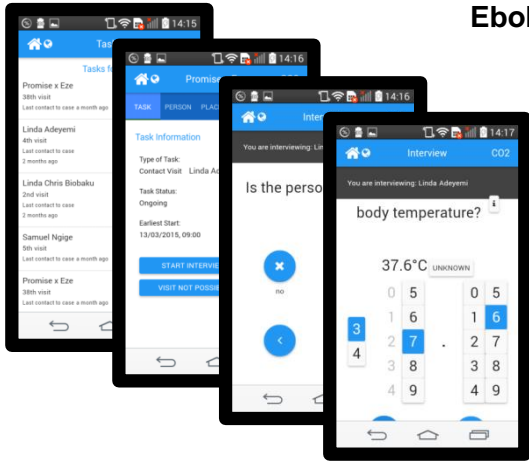 Ebol
14:15
Tas
Tasks f
Promise x Eze
38th visit
Last contact to case a month ago
Linda Adeyemi
4th visit
Last contact to case
2 months ago
Linda Chris Biobaku
2nd visit
Last contact to case
2 months ago
Samuel Ngige
5th visit
Last contact to case a month ago
Promise x Eze
38th visit
Last contact to case a month ago
14:16
Promise
TASK PERSON PLAC
Task Information
Type of Task:
Contact Visit Linda Ad
Task Status:
Ongoing
Earliest Start:
13/03/2015, 09:00
START INTERVIE
VISIT NOT POSSIB
14:16
Inter
You are interviewing: Lin
Is the perso
no
14:17
Interview CO2
You are interviewing: Linda Adeyemi
body temperature? i
37.6°C UNKNOWN
0 5 0 5
1 6 1 6
3 2 7 . 2 7
4 3 8 3 8
4 9 4 9